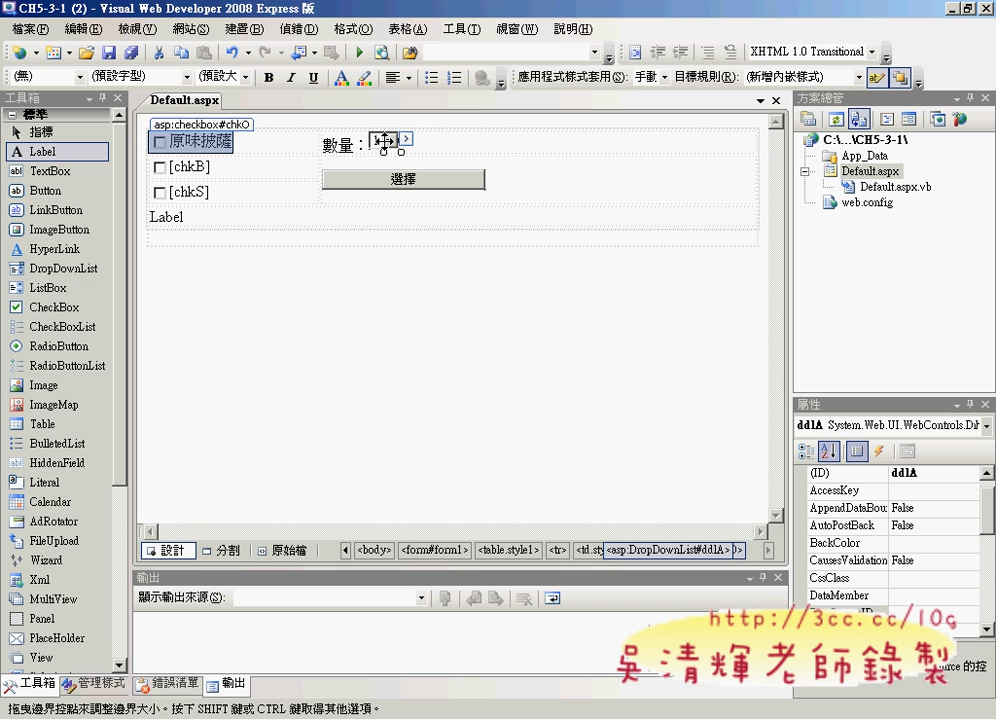 CH5-3-1 (2) - Visual Web Developer 2008 Express 版
檔案(F) 編輯(E) 檢視(V) 網站(S) 建置(B) 偵錯(D) 格式(O) 表格(A) 工具(T) 視窗(W) 說明(H)
XHTML 1.0 Transitional
(無) (預設字型) (預設大 B I U A 應用程式樣式套用(S): 手動 目標規則(R): (新增內嵌樣式)
工具箱
標準
指標
Label
TextBox
Button
LinkButton
ImageButton
HyperLink
DropDownList
ListBox
CheckBox
CheckBoxList
RadioButton
RadioButtonList
Image
ImageMap
Table
BulletedList
HiddenField
Literal
Calendar
AdRotator
FileUpload
Wizard
Xml
MultiView
Panel
PlaceHolder
View
工具箱 管理樣式
Default.aspx
asp:checkbox#chkO
原味披薩
數量：
[chkB]
選擇
[chkS]
Label
設計 分割 原始檔 <body> <form#form1> <table.style1> <tr> <td.sty <asp:DropDownList#ddlA>
輸出
顯示輸出來源(S):
錯誤清單 輸出
方案總管
C:\...\CH5-3-1\
App_Data
Default.aspx
Default.aspx.vb
web.config
屬性
ddlA System.Web.UI.WebControls.Di
(ID) ddlA
AccessKey
AppendDataBou False
AutoPostBack False
BackColor
CausesValidation False
CssClass
DataMember
http://3cc.cc/10g
吳清輝老師錄製
urce 的控
拖曳邊界控點來調整邊界大小。按下 SHIFT 鍵或 CTRL 鍵取得其他選項。